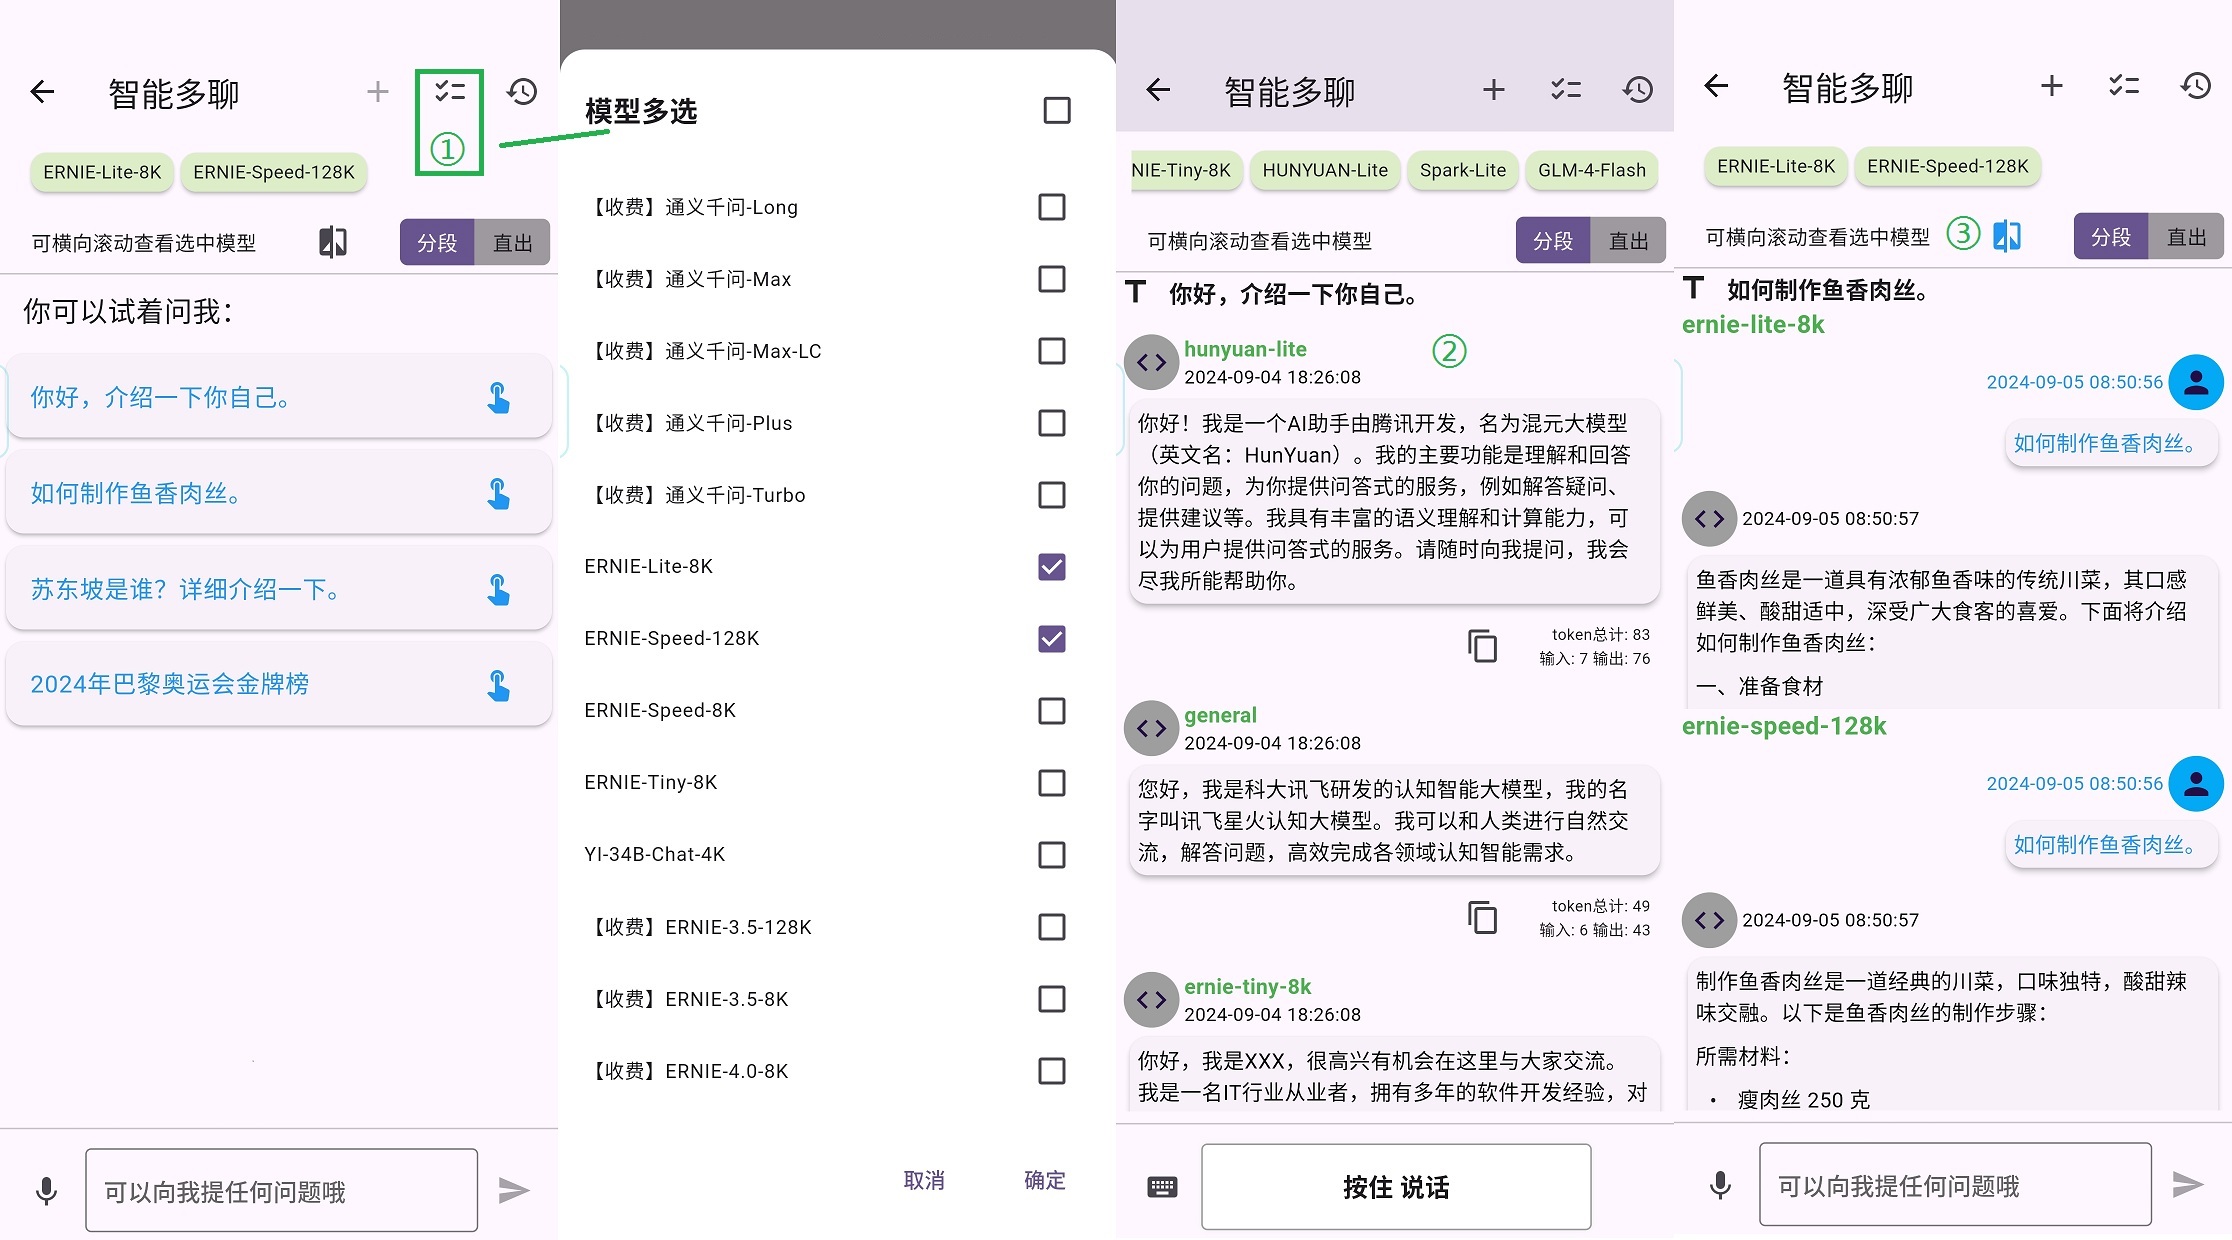 智能多聊
①
ERNIE-Lite-8K
ERNIE-Speed-128K
可横向滚动查看选中模型
分段
直出
你可以试着问我：
你好，介绍一下你自己。
如何制作鱼香肉丝。
苏东坡是谁？详细介绍一下。
2024年巴黎奥运会金牌榜
可以向我提任何问题哦
模型多选
【收费】通义千问-Long
【收费】通义千问-Max
【收费】通义千问-Max-LC
【收费】通义千问-Plus
【收费】通义千问-Turbo
ERNIE-Lite-8K
ERNIE-Speed-128K
ERNIE-Speed-8K
ERNIE-Tiny-8K
YI-34B-Chat-4K
【收费】ERNIE-3.5-128K
【收费】ERNIE-3.5-8K
【收费】ERNIE-4.0-8K
取消
确定
智能多聊
NIE-Tiny-8K
HUNYUAN-Lite
Spark-Lite
GLM-4-Flash
可横向滚动查看选中模型
分段
直出
T 你好，介绍一下你自己。
hunyuan-lite
②
2024-09-04 18:26:08
你好！我是一个AI助手由腾讯开发，名为混元大模型
（英文名：HunYuan）。我的主要功能是理解和回答
你的问题，为你提供问答式的服务，例如解答疑问、
提供建议等。我具有丰富的语义理解和计算能力，可
以为用户提供问答式的服务。请随时向我提问，我会
尽我所能帮助你。
token总计: 83
输入: 7 输出: 76
general
2024-09-04 18:26:08
您好，我是科大讯飞研发的认知智能大模型，我的名
字叫讯飞星火认知大模型。我可以和人类进行自然交
流，解答问题，高效完成各领域认知智能需求。
token总计: 49
输入: 6 输出: 43
ernie-tiny-8k
2024-09-04 18:26:08
你好，我是XXX，很高兴有机会在这里与大家交流。
我是一名IT行业从业者，拥有多年的软件开发经验，对
按住 说话
智能多聊
ERNIE-Lite-8K
ERNIE-Speed-128K
可横向滚动查看选中模型
③
分段
直出
T 如何制作鱼香肉丝。
ernie-lite-8k
2024-09-05 08:50:56
如何制作鱼香肉丝。
2024-09-05 08:50:57
鱼香肉丝是一道具有浓郁鱼香味的传统川菜，其口感
鲜美、酸甜适中，深受广大食客的喜爱。下面将介绍
如何制作鱼香肉丝：
一、准备食材
ernie-speed-128k
2024-09-05 08:50:56
如何制作鱼香肉丝。
2024-09-05 08:50:57
制作鱼香肉丝是一道经典的川菜，口味独特，酸甜辣
味交融。以下是鱼香肉丝的制作步骤：
所需材料：
• 瘦肉丝 250 克
可以向我提任何问题哦